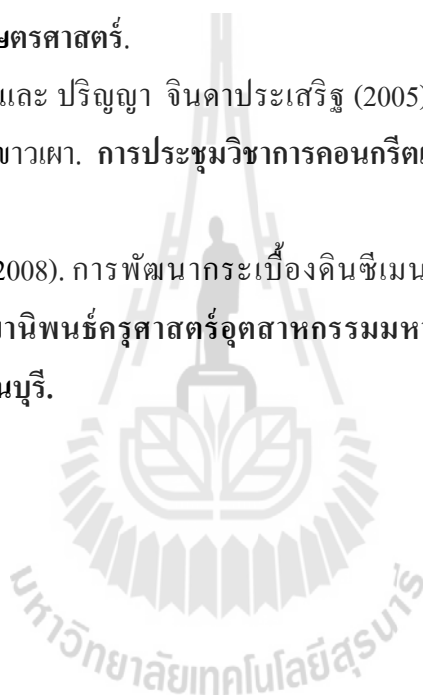 ษตรศาสตร์.
และ ปริญญา จินดาประเสริฐ (2005)
ขาวเผา. การประชุมวิชาการคอนกรีต
2008). การพัฒนากระเบื้องดินซีเมน
านิพนธ์ครุศาสตร์อุตสาหกรรมมห
นบุรี.
มหาวิทยาลัยเทคโนโลยีสุรนารี